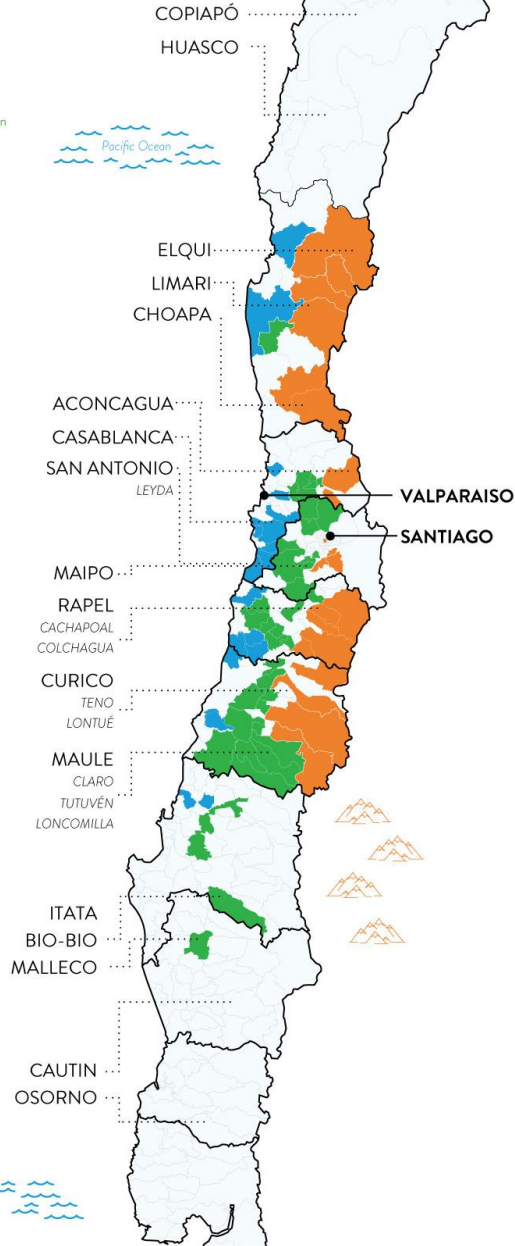 COPIAPÓ
HUASCO
n
Pacific Ocean
ELQUI
LIMARI
CHOAPA
ACONCAGUA
CASABLANCA
SAN ANTONIO
LEYDA
VALPARAISO
SANTIAGO
MAIPO
RAPEL
CACHAPOAL
COLCHAGUA
CURICO
TENO
LONTUÉ
MAULE
CLARO
TUTUVÉN
LONCOMILLA
ITATA
BIO-BIO
MALLECO
CAUTIN
OSORNO